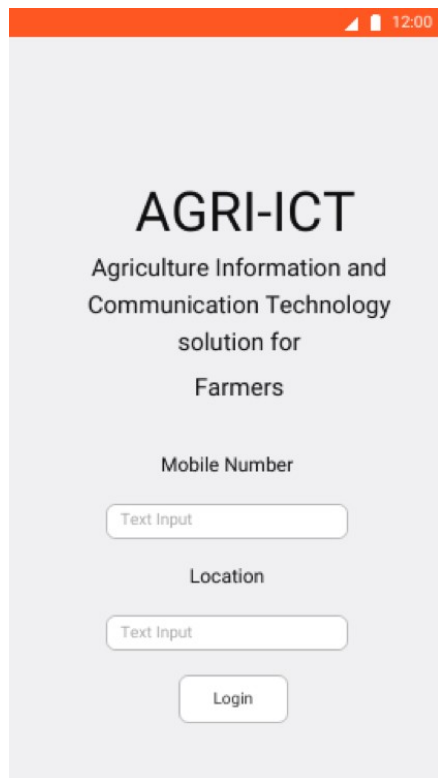 12:00
AGRI-ICT
Agriculture Information and
Communication Technology
solution for
Farmers
Mobile Number
Text Input
Location
Text Input
Login